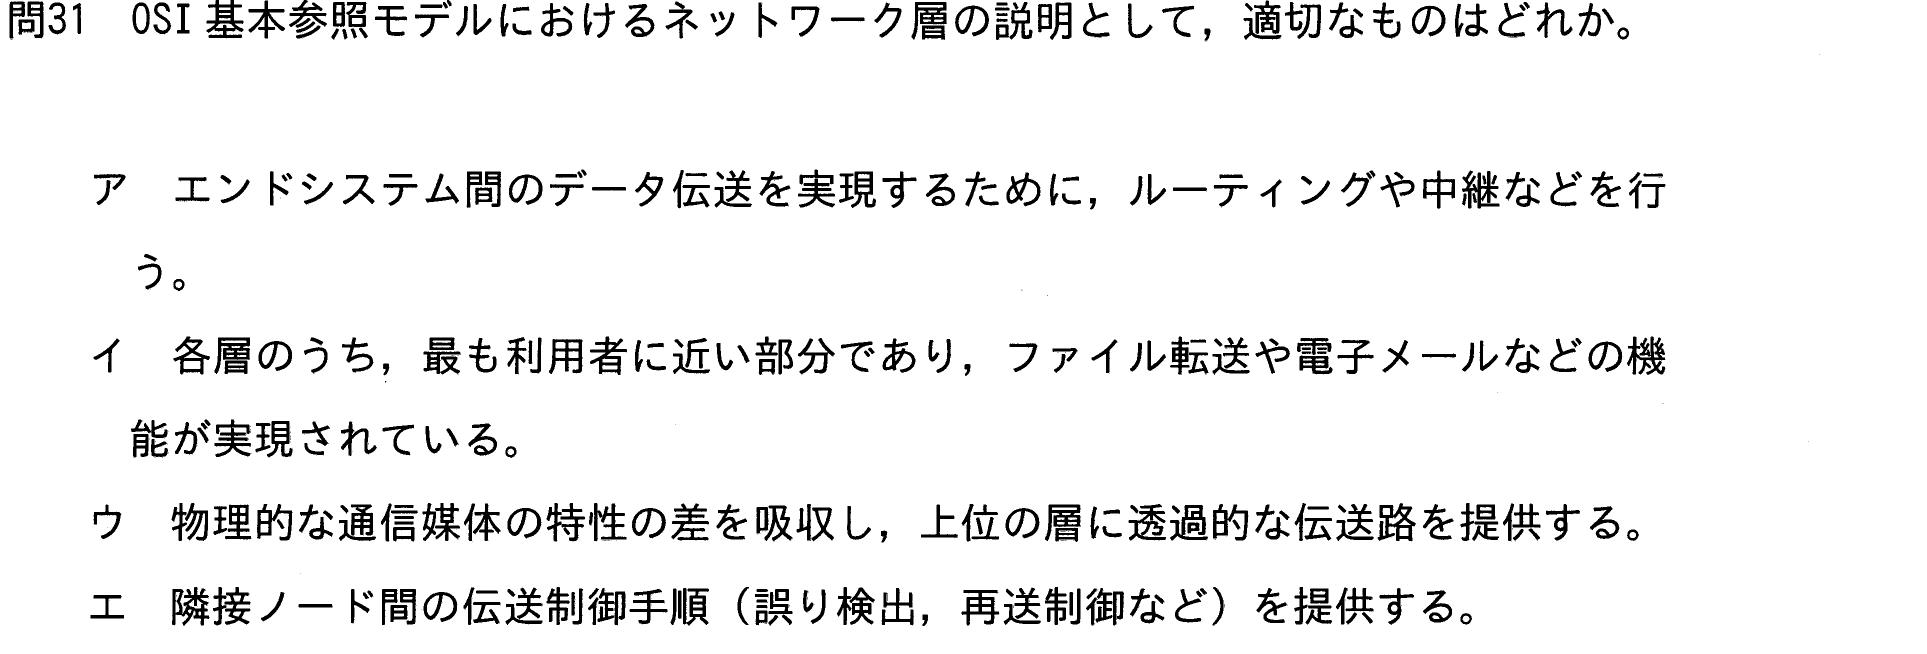 問31　OSI 基本参照モデルにおけるネットワーク層の説明として，適切なものはどれか。
ア　エンドシステム間のデータ伝送を実現するために，ルーティングや中継などを行
う。
イ　各層のうち，最も利用者に近い部分であり，ファイル転送や電子メールなどの機
能が実現されている。
ウ　物理的な通信媒体の特性の差を吸収し，上位の層に透過的な伝送路を提供する。
エ　隣接ノード間の伝送制御手順（誤り検出，再送制御など）を提供する。